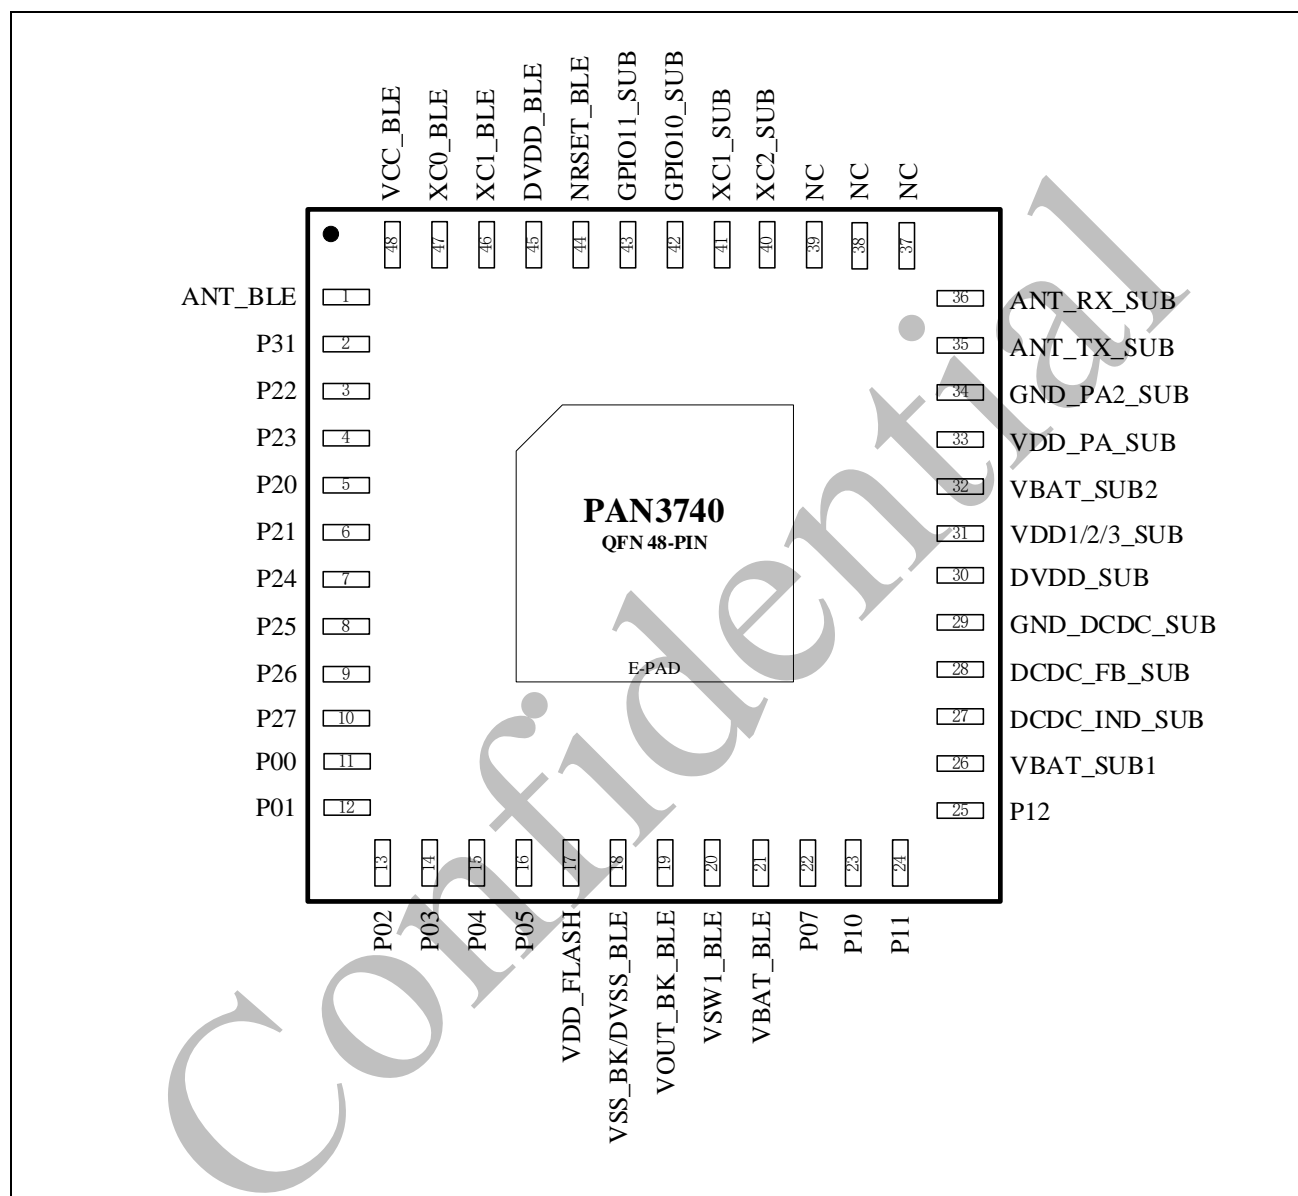 VCC_BLE
XC0_BLE
XC1_BLE
DVDD_BLE
NRSET_BLE
GPIO11_SUB
GPIO10_SUB
XC1_SUB
XC2_SUB
NC
NC
NC
48
47
46
45
44
43
42
41
40
39
38
37
ANT_BLE 1
P31 2
P22 3
P23 4
P20 5
P21 6
P24 7
P25 8
P26 9
P27 10
P00 11
P01 12
PAN3740
QFN 48-PIN
E-PAD
36 ANT_RX_SUB
35 ANT_TX_SUB
34 GND_PA2_SUB
33 VDD_PA_SUB
32 VBAT_SUB2
31 VDD1/2/3_SUB
30 DVDD_SUB
29 GND_DCDC_SUB
28 DCDC_FB_SUB
27 DCDC_IND_SUB
26 VBAT_SUB1
25 P12
13
14
15
16
17
18
19
20
21
22
23
24
P02
P03
P04
P05
VDD_FLASH
VSS_BK/DVSS_BLE
VOUT_BK_BLE
VSW1_BLE
VBAT_BLE
P07
P10
P11
Confidential